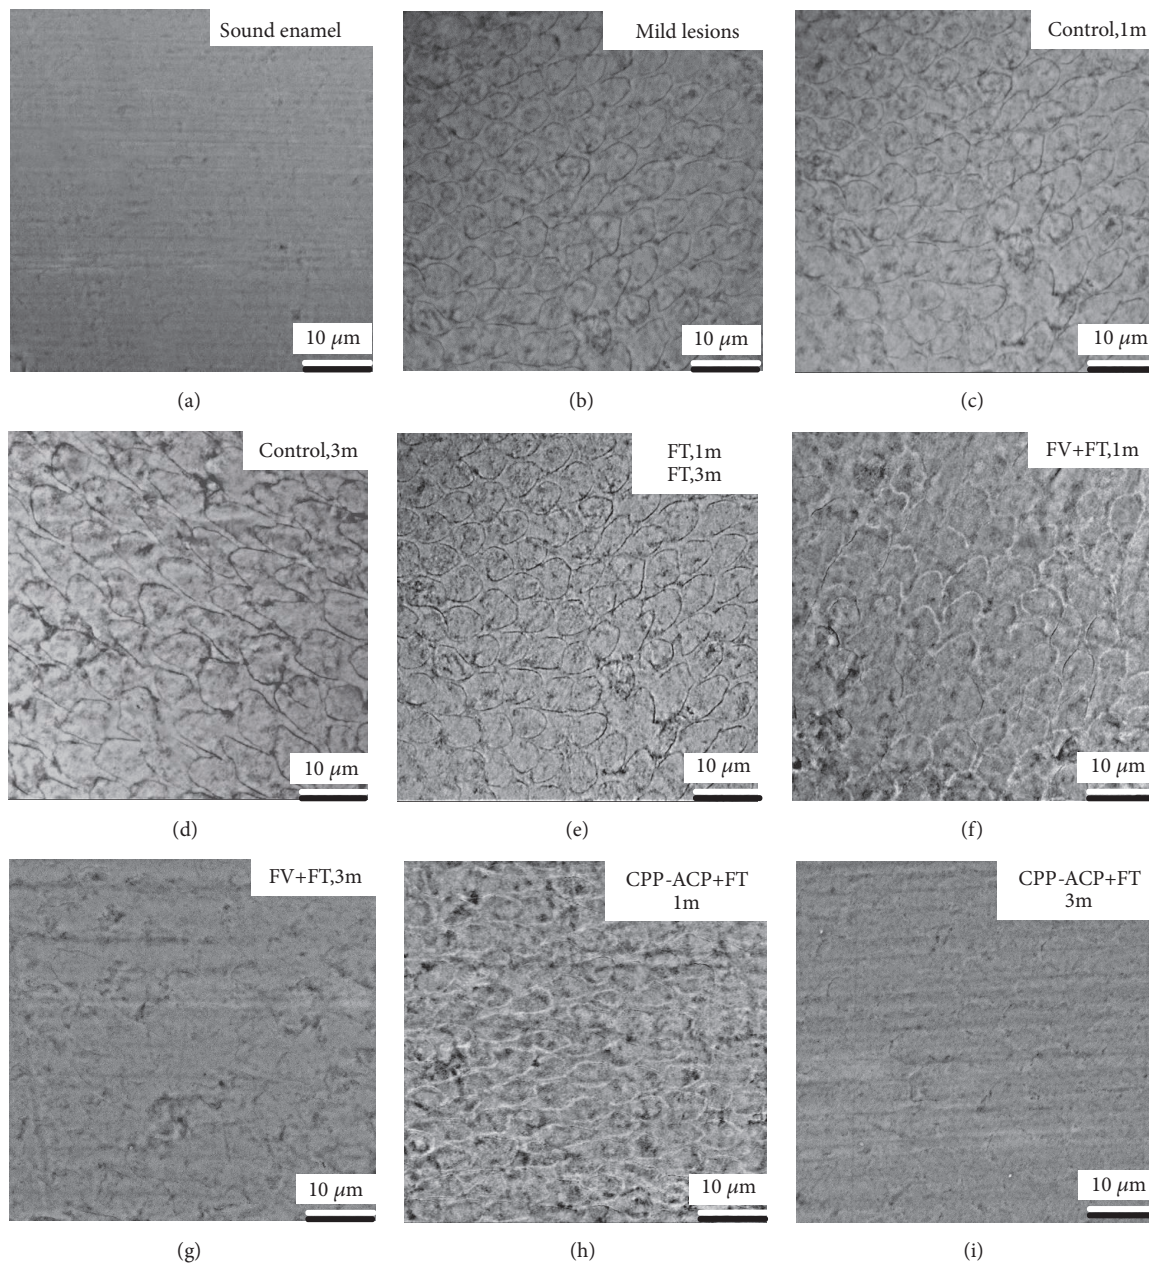 Sound enamel
Mild lesions
Control,1m
10 μm
10 μm
10 μm
(a)
(b)
(c)
Control,3m
FT,1m
FT,3m
FV+FT,1m
10 μm
10 μm
10 μm
(d)
(e)
(f)
FV+FT,3m
CPP-ACP+FT
1m
CPP-ACP+FT
3m
10 μm
10 μm
10 μm
(g)
(h)
(i)